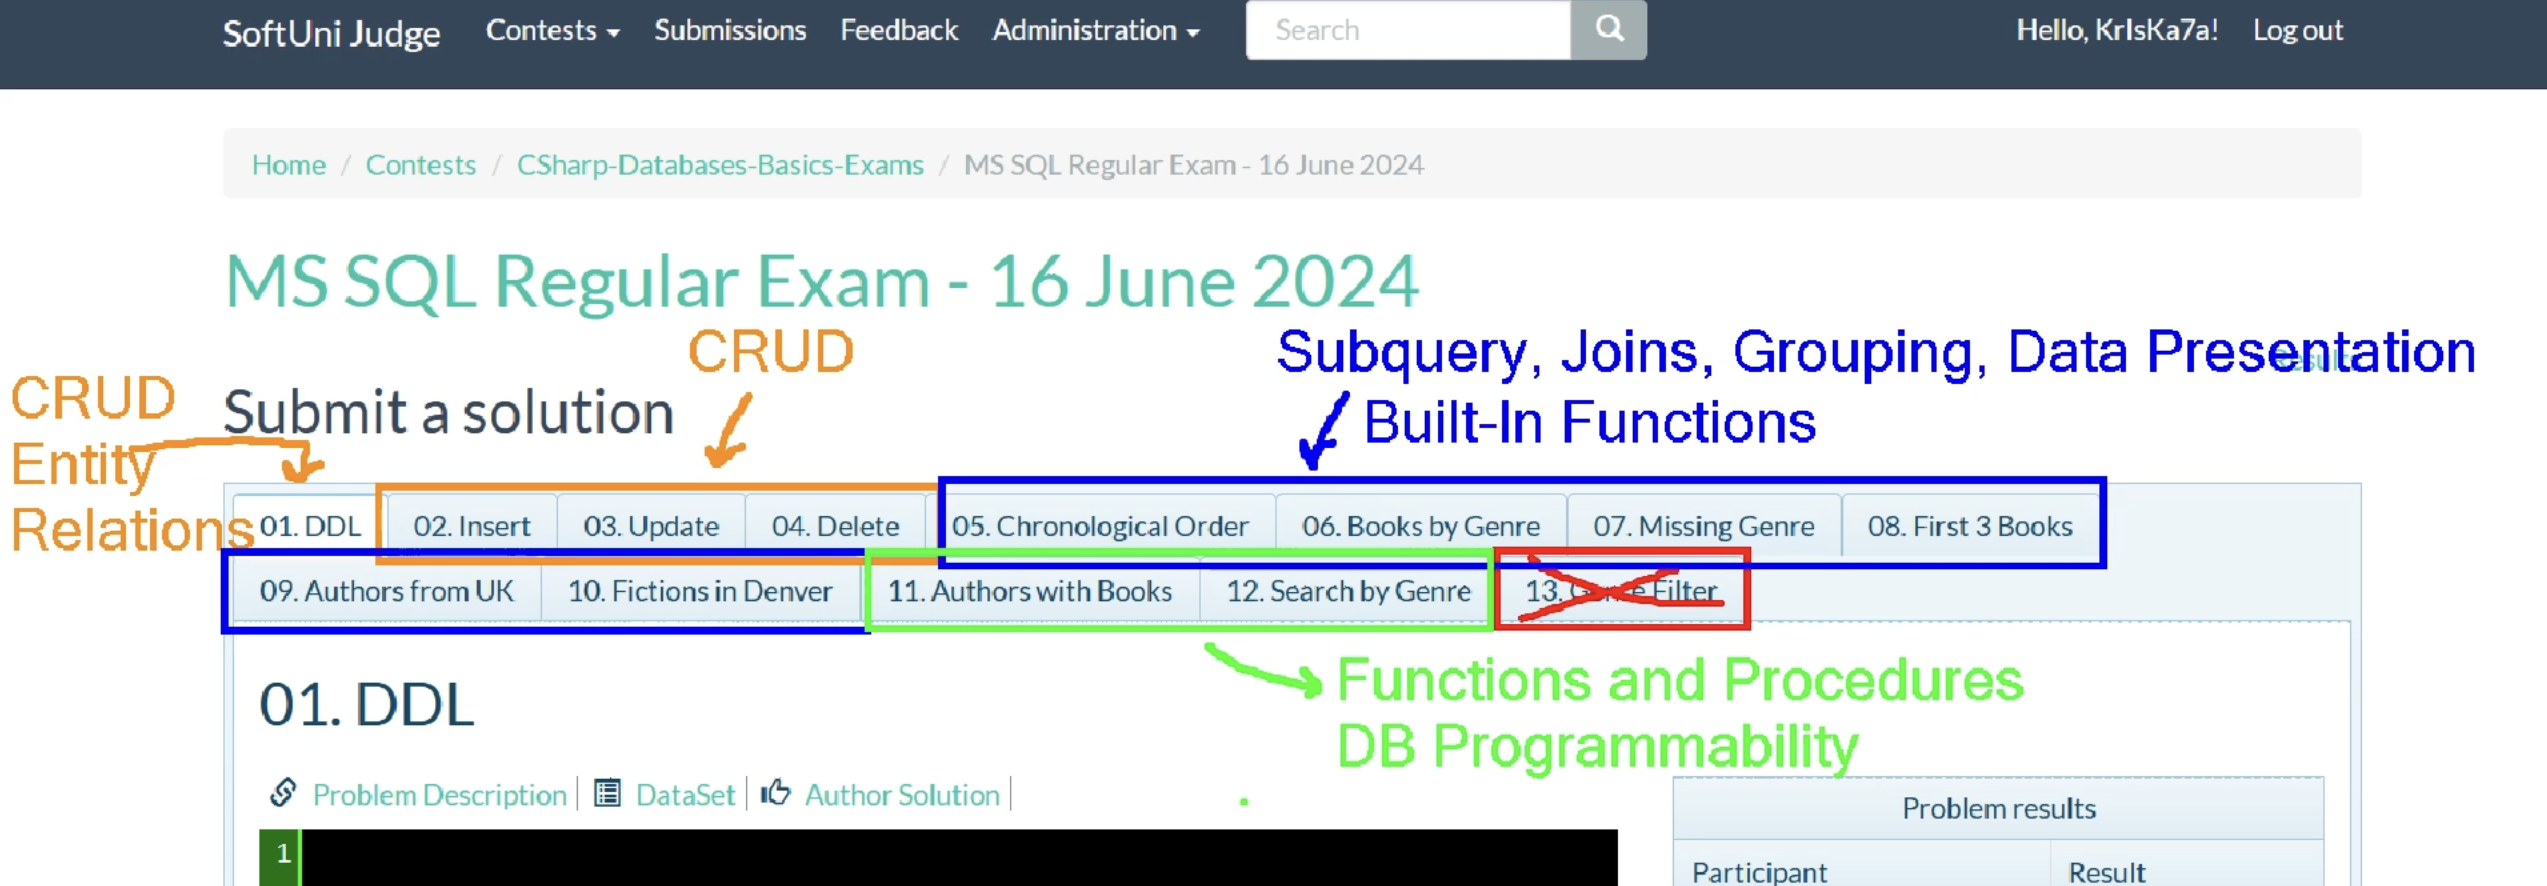 SoftUni Judge Contests Submissions Feedback Administration Search Hello, KrIsKa7a! Log out
Home / Contests / CSharp-Databases-Basics-Exams / MS SQL Regular Exam - 16 June 2024
MS SQL Regular Exam - 16 June 2024
CRUD
Subquery, Joins, Grouping, Data Presentation
Results
Built-In Functions
CRUD
Entity
Relations
Submit a solution
01. DDL 02. Insert 03. Update 04. Delete 05. Chronological Order 06. Books by Genre 07. Missing Genre 08. First 3 Books
09. Authors from UK 10. Fictions in Denver 11. Authors with Books 12. Search by Genre 13. Genre Filter
Functions and Procedures
DB Programmability
01. DDL
Problem Description DataSet Author Solution
1
Problem results
Participant Result